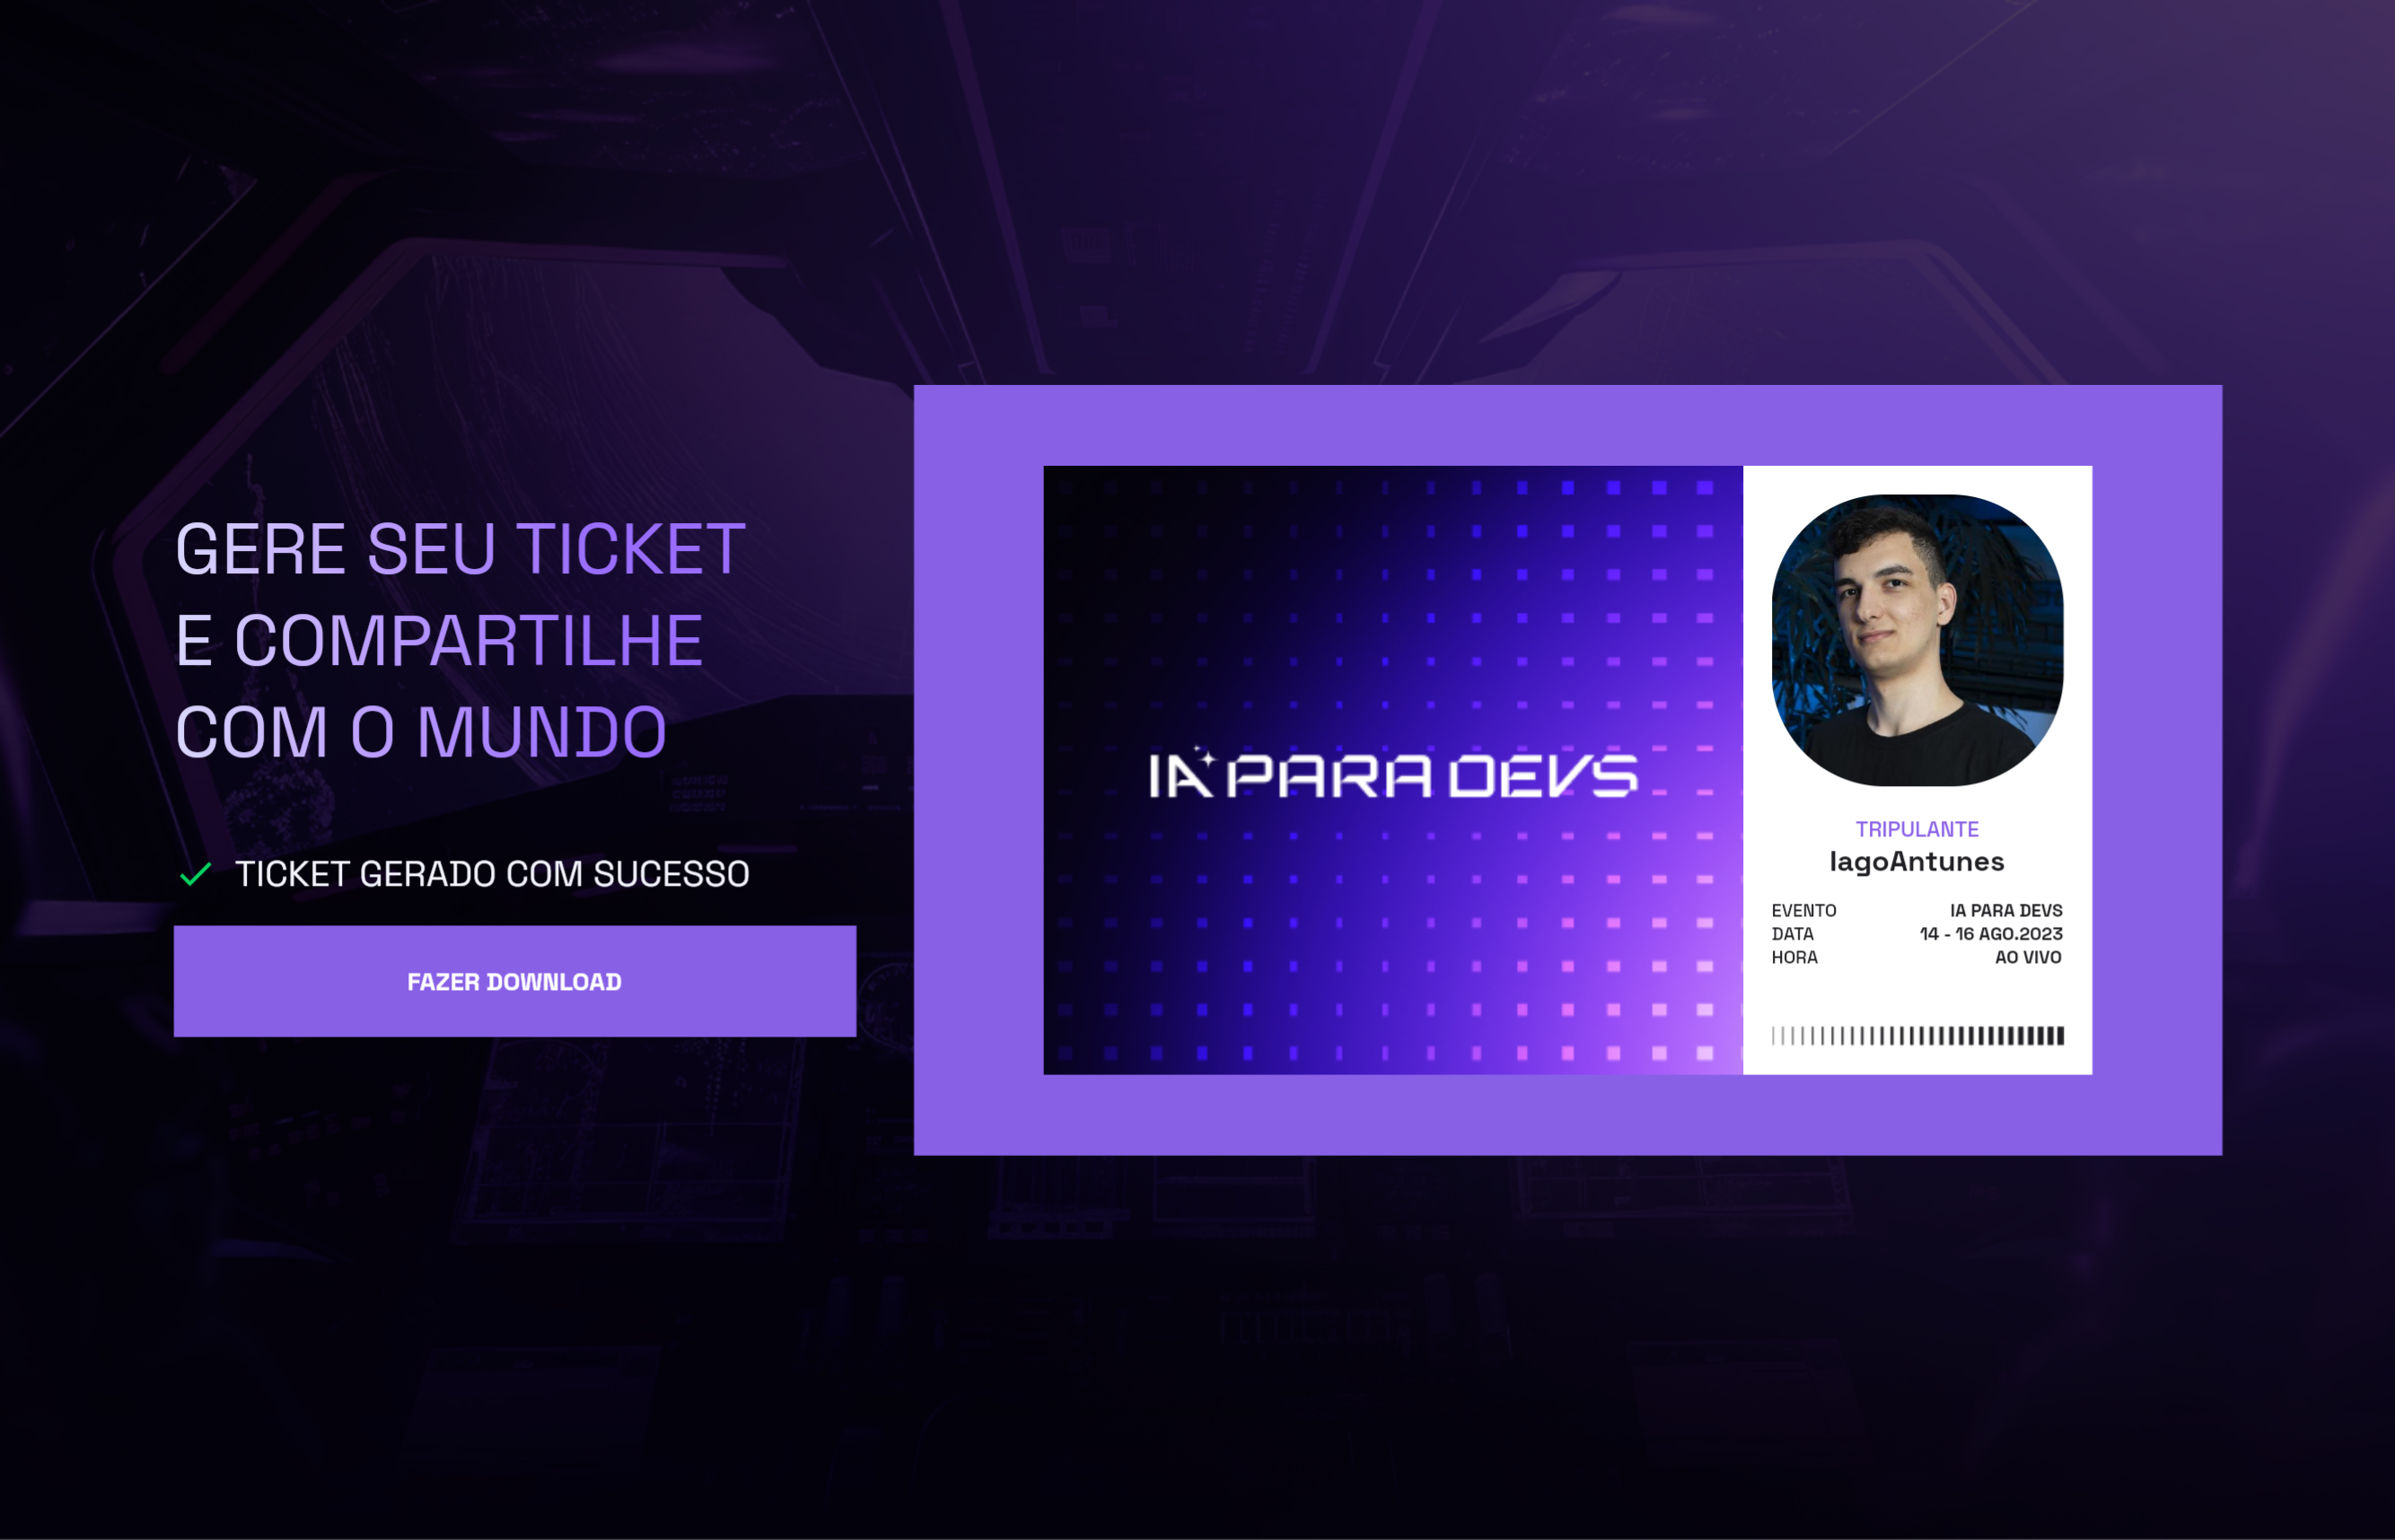 GERE SEU TICKET
E COMPARTILHE
COM O MUNDO
TICKET GERADO COM SUCESSO
FAZER DOWNLOAD
IA PARA DEVS
TRIPULANTE
IagoAntunes
EVENTO IA PARA DEVS
DATA 14 - 16 AGO.2023
HORA AO VIVO